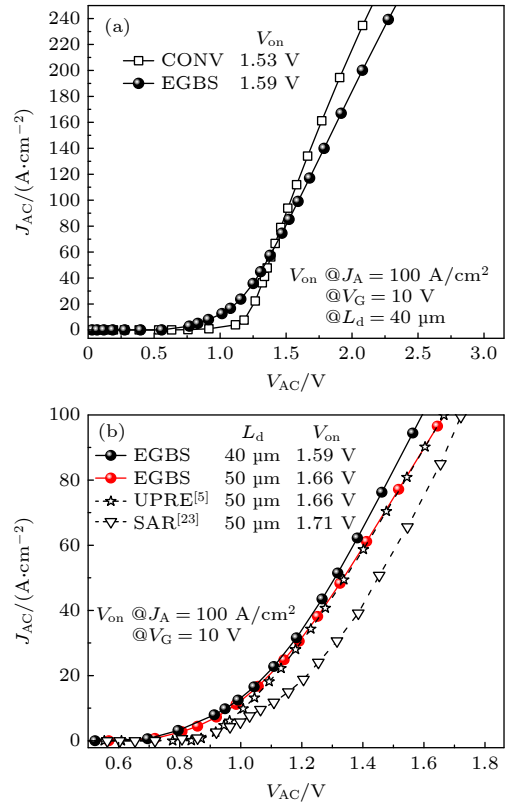 (a)
V_on
CONV 1.53 V
EGBS 1.59 V
240
220
200
180
160
140
120
100
80
60
40
20
0
J_AC/(A·cm⁻²)
V_on @J_A = 100 A/cm²
@V_G = 10 V
@L_d = 40 μm
0 0.5 1.0 1.5 2.0 2.5 3.0
V_AC/V
(b)
L_d V_on
EGBS 40 μm 1.59 V
EGBS 50 μm 1.66 V
UPRE[5] 50 μm 1.66 V
SAR[23] 50 μm 1.71 V
100
80
60
40
20
0
J_AC/(A·cm⁻²)
V_on @J_A = 100 A/cm²
@V_G = 10 V
0.6 0.8 1.0 1.2 1.4 1.6 1.8
V_AC/V